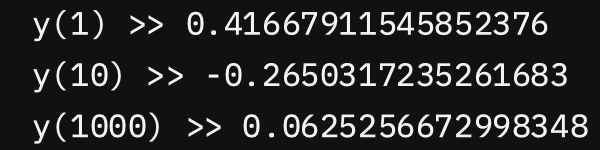 y(1) >> 0.41667911545852376
y(10) >> -0.2650317235261683
y(1000) >> 0.0625256672998348